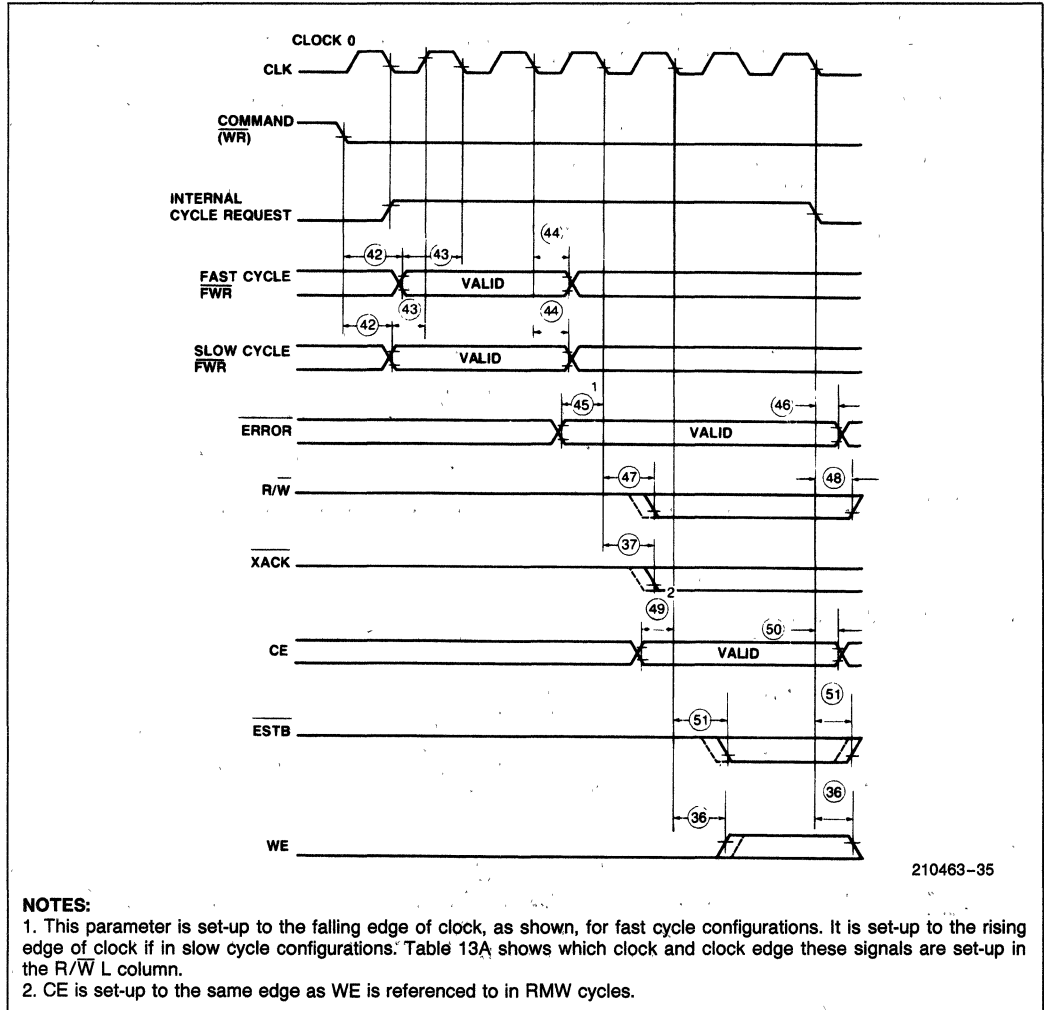 CLOCK 0
CLK
COMMAND
(WR)
INTERNAL
CYCLE REQUEST
42 43 44
FAST CYCLE
FWR
VALID
42 43 44
SLOW CYCLE
FWR
VALID
1
45 46
ERROR
VALID
47 48
R/W
37
XACK
2
49 50
CE
VALID
51 51
ESTB
36 36
WE
210463–35
NOTES:
1. This parameter is set-up to the falling edge of clock, as shown, for fast cycle configurations. It is set-up to the rising
edge of clock if in slow cycle configurations. Table 13A shows which clock and clock edge these signals are set-up in
the R/W L column.
2. CE is set-up to the same edge as WE is referenced to in RMW cycles.